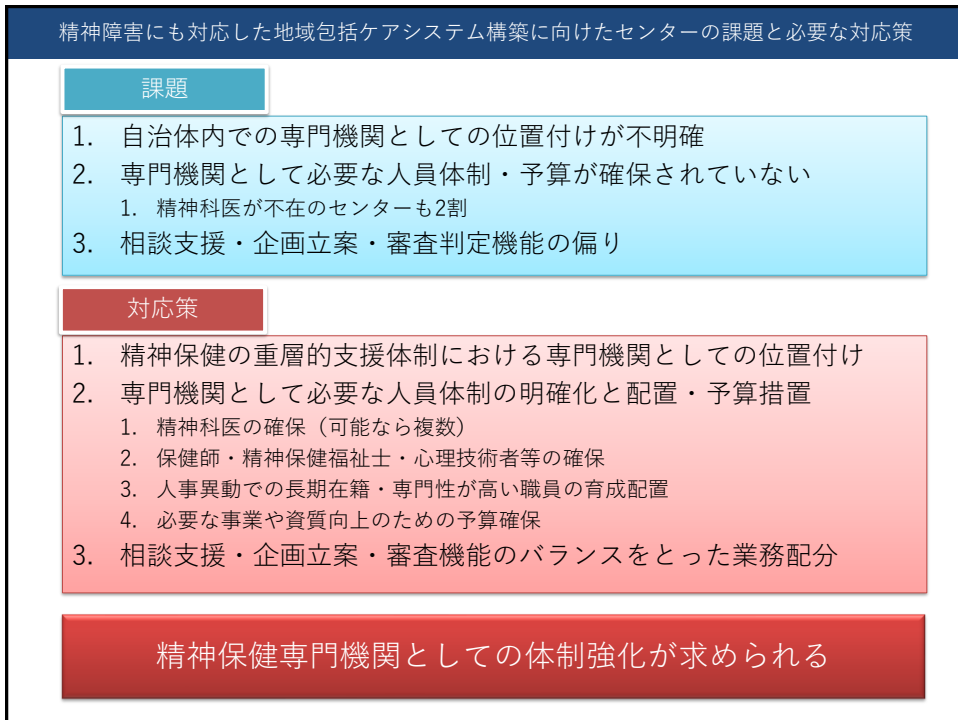 精神障害にも対応した地域包括ケアシステム構築に向けたセンターの課題と必要な対応策
課題
1. 自治体内での専門機関としての位置付けが不明確
2. 専門機関として必要な人員体制・予算が確保されていない
1. 精神科医が不在のセンターも2割
3. 相談支援・企画立案・審査判定機能の偏り
対応策
1. 精神保健の重層的支援体制における専門機関としての位置付け
2. 専門機関として必要な人員体制の明確化と配置・予算措置
1. 精神科医の確保（可能なら複数）
2. 保健師・精神保健福祉士・心理技術者等の確保
3. 人事異動での長期在籍・専門性が高い職員の育成配置
4. 必要な事業や資質向上のための予算確保
3. 相談支援・企画立案・審査機能のバランスをとった業務配分
精神保健専門機関としての体制強化が求められる